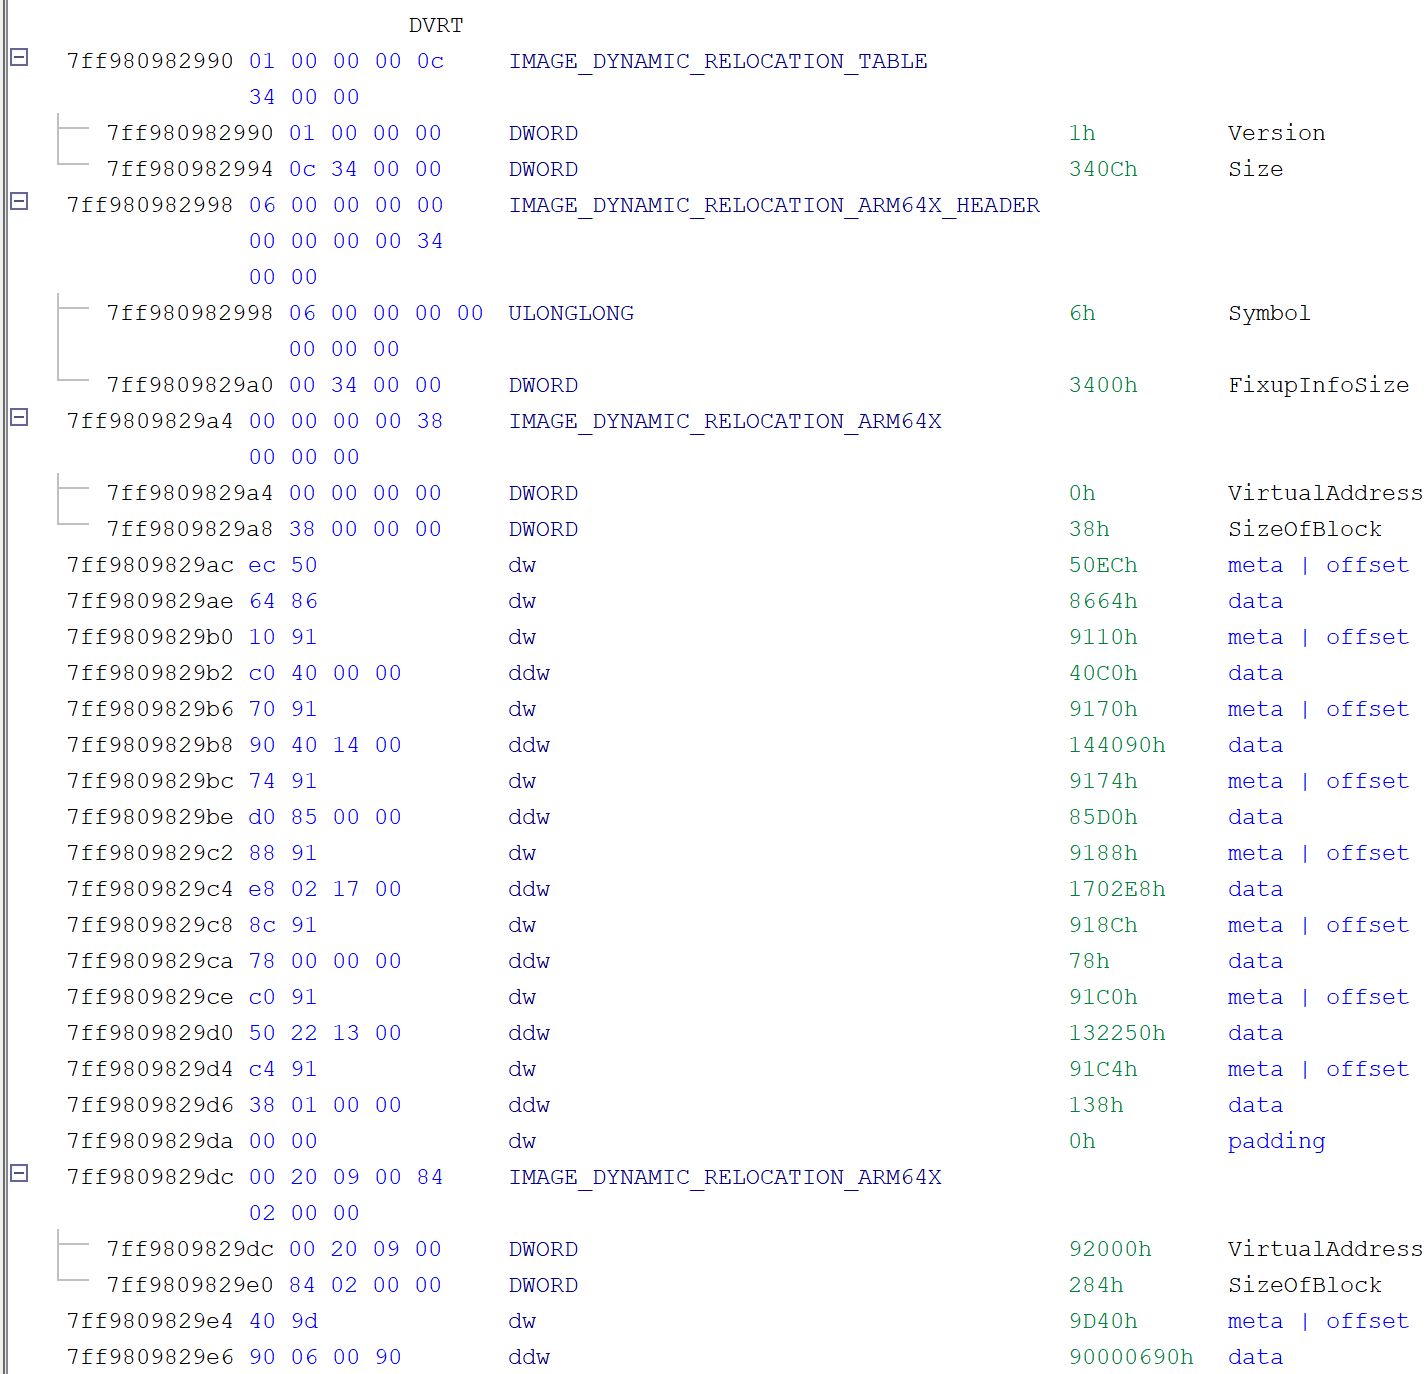 DVRT
7ff980982990 01 00 00 00 0c IMAGE_DYNAMIC_RELOCATION_TABLE
34 00 00
7ff980982990 01 00 00 00 DWORD 1h Version
7ff980982994 0c 34 00 00 DWORD 340Ch Size
7ff980982998 06 00 00 00 00 IMAGE_DYNAMIC_RELOCATION_ARM64X_HEADER
00 00 00 00 34
00 00
7ff980982998 06 00 00 00 00 ULONGLONG 6h Symbol
00 00 00
7ff9809829a0 00 34 00 00 DWORD 3400h FixupInfoSize
7ff9809829a4 00 00 00 00 38 IMAGE_DYNAMIC_RELOCATION_ARM64X
00 00 00
7ff9809829a4 00 00 00 00 DWORD 0h VirtualAddress
7ff9809829a8 38 00 00 00 DWORD 38h SizeOfBlock
7ff9809829ac ec 50 dw 50ECh meta | offset
7ff9809829ae 64 86 dw 8664h data
7ff9809829b0 10 91 dw 9110h meta | offset
7ff9809829b2 c0 40 00 00 ddw 40C0h data
7ff9809829b6 70 91 dw 9170h meta | offset
7ff9809829b8 90 40 14 00 ddw 144090h data
7ff9809829bc 74 91 dw 9174h meta | offset
7ff9809829be d0 85 00 00 ddw 85D0h data
7ff9809829c2 88 91 dw 9188h meta | offset
7ff9809829c4 e8 02 17 00 ddw 1702E8h data
7ff9809829c8 8c 91 dw 918Ch meta | offset
7ff9809829ca 78 00 00 00 ddw 78h data
7ff9809829ce c0 91 dw 91C0h meta | offset
7ff9809829d0 50 22 13 00 ddw 132250h data
7ff9809829d4 c4 91 dw 91C4h meta | offset
7ff9809829d6 38 01 00 00 ddw 138h data
7ff9809829da 00 00 dw 0h padding
7ff9809829dc 00 20 09 00 84 IMAGE_DYNAMIC_RELOCATION_ARM64X
02 00 00
7ff9809829dc 00 20 09 00 DWORD 92000h VirtualAddress
7ff9809829e0 84 02 00 00 DWORD 284h SizeOfBlock
7ff9809829e4 40 9d dw 9D40h meta | offset
7ff9809829e6 90 06 00 90 ddw 90000690h data